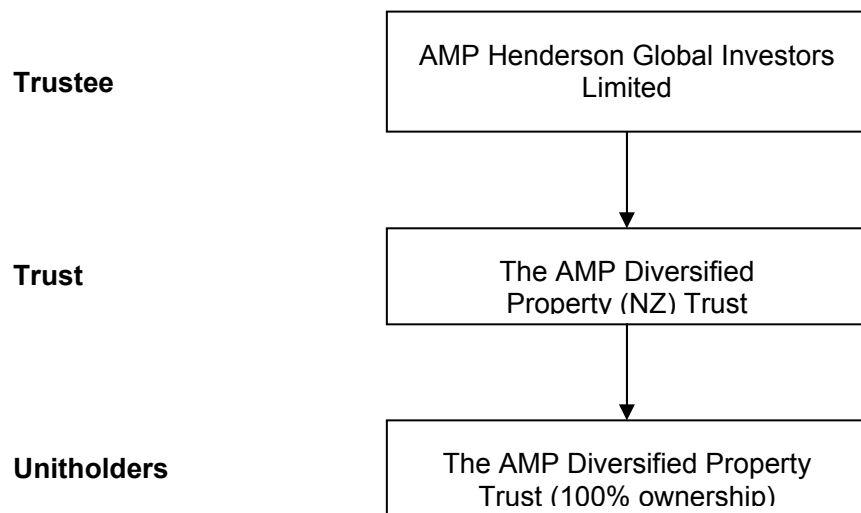 Trustee
AMP Henderson Global Investors
Limited
Trust
The AMP Diversified
Property (NZ) Trust
Unitholders
The AMP Diversified Property
Trust (100% ownership)